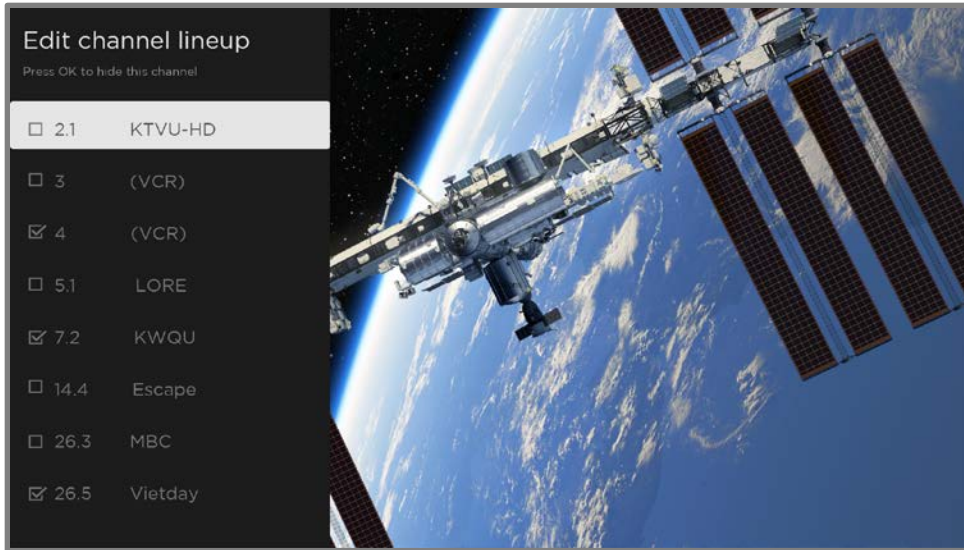 Edit channel lineup
Press OK to hide this channel
2.1 KTVU-HD
3 (VCR)
4 (VCR)
5.1 LORE
7.2 KWQU
14.4 Escape
26.3 MBC
26.5 Vietday